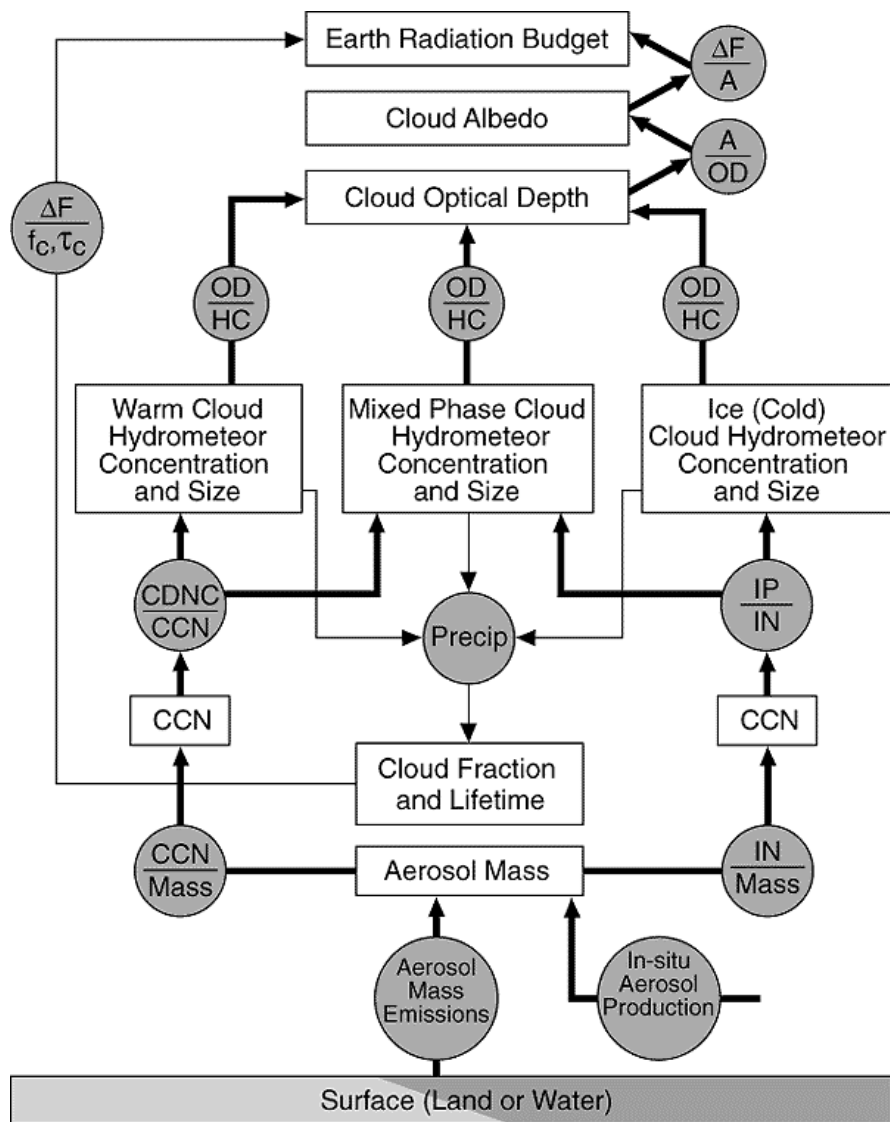 Earth Radiation Budget
ΔF
A
Cloud Albedo
A
OD
Cloud Optical Depth
ΔF
fC,τC
OD
HC
OD
HC
OD
HC
Warm Cloud
Hydrometeor
Concentration
and Size
Mixed Phase Cloud
Hydrometeor
Concentration
and Size
Ice (Cold)
Cloud Hydrometeor
Concentration
and Size
CDNC
CCN
Precip
IP
IN
CCN
CCN
Cloud Fraction
and Lifetime
CCN
Mass
Aerosol Mass
IN
Mass
Aerosol
Mass
Emissions
In-situ
Aerosol
Production
Surface (Land or Water)